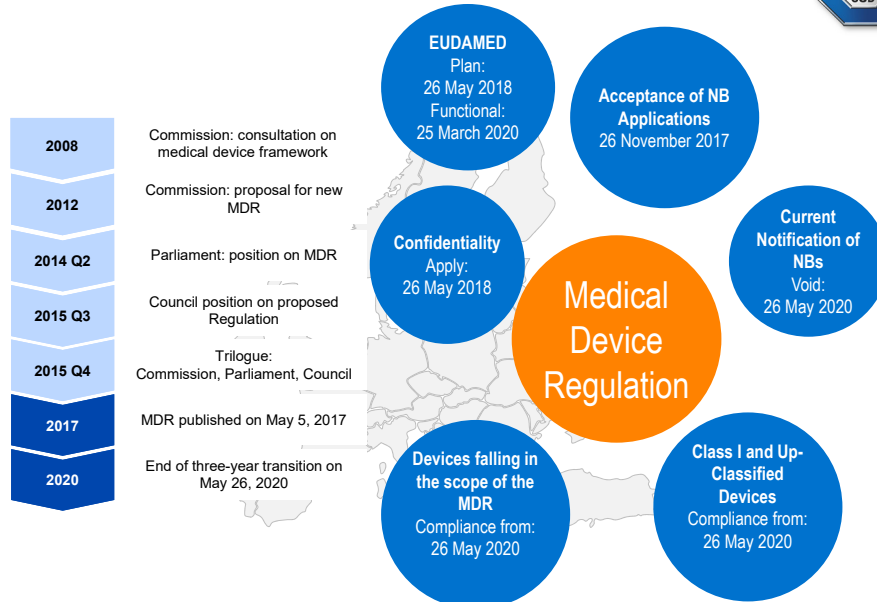 2008
Commission: consultation on
medical device framework
2012
Commission: proposal for new
MDR
2014 Q2
Parliament: position on MDR
2015 Q3
Council position on proposed
Regulation
2015 Q4
Trilogue:
Commission, Parliament, Council
2017
MDR published on May 5, 2017
2020
End of three-year transition on
May 26, 2020
EUDAMED
Plan:
26 May 2018
Functional:
25 March 2020
Acceptance of NB
Applications
26 November 2017
Confidentiality
Apply:
26 May 2018
Current
Notification of
NBs
Void:
26 May 2020
Medical
Device
Regulation
Devices falling in
the scope of the
MDR
Compliance from:
26 May 2020
Class I and Up-
Classified
Devices
Compliance from:
26 May 2020